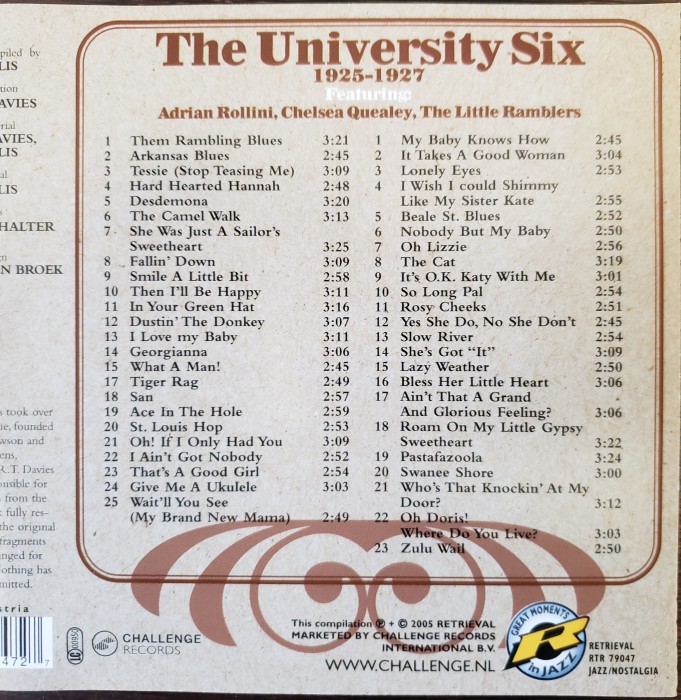 piled by
LIS
tion
AVIES
rial
AVIES,
LIS
al
LIS
s
HALTER
gn
N BROEK
s took over
ue, founded
wson and
ens,
R.T. Davies
onsible for
s from the
t fully res-
the original
fragments
nged for
othing has
mitted.
stria
472 7
The University Six
1925-1927
Featuring:
Adrian Rollini, Chelsea Quealey, The Little Ramblers
1 Them Rambling Blues 3:21
2 Arkansas Blues 2:45
3 Tessie (Stop Teasing Me) 3:09
4 Hard Hearted Hannah 2:48
5 Desdemona 3:20
6 The Camel Walk 3:13
7 She Was Just A Sailor's
Sweetheart 3:25
8 Fallin' Down 3:09
9 Smile A Little Bit 2:58
10 Then I'll Be Happy 3:11
11 In Your Green Hat 3:16
12 Dustin' The Donkey 3:07
13 I Love my Baby 3:11
14 Georgianna 3:06
15 What A Man! 2:45
17 Tiger Rag 2:49
18 San 2:57
19 Ace In The Hole 2:59
20 St. Louis Hop 2:53
21 Oh! If I Only Had You 3:09
22 I Ain't Got Nobody 2:52
23 That's A Good Girl 2:54
24 Give Me A Ukulele 3:03
25 Wait'll You See
(My Brand New Mama) 2:49
1 My Baby Knows How 2:45
2 It Takes A Good Woman 3:04
3 Lonely Eyes 2:53
4 I Wish I could Shimmy
Like My Sister Kate 2:55
5 Beale St. Blues 2:52
6 Nobody But My Baby 2:50
7 Oh Lizzie 2:56
8 The Cat 3:19
9 It's O.K. Katy With Me 3:01
10 So Long Pal 2:54
11 Rosy Cheeks 2:51
12 Yes She Do, No She Don't 2:45
13 Slow River 2:54
14 She's Got "It" 3:09
15 Lazy Weather 2:50
16 Bless Her Little Heart 3:06
17 Ain't That A Grand
And Glorious Feeling? 3:06
18 Roam On My Little Gypsy
Sweetheart 3:22
19 Pastafazoola 3:24
20 Swanee Shore 3:00
21 Who's That Knockin' At My
Door? 3:12
22 Oh Doris!
Where Do You Live? 3:03
23 Zulu Wail 2:50
LC 00950
CHALLENGE
RECORDS
This compilation ℗ + © 2005 RETRIEVAL
MARKETED BY CHALLENGE RECORDS
INTERNATIONAL B.V.
WWW.CHALLENGE.NL
GREAT MOMENTS
R
in JAZZ
RETRIEVAL
RTR 79047
JAZZ/NOSTALGIA